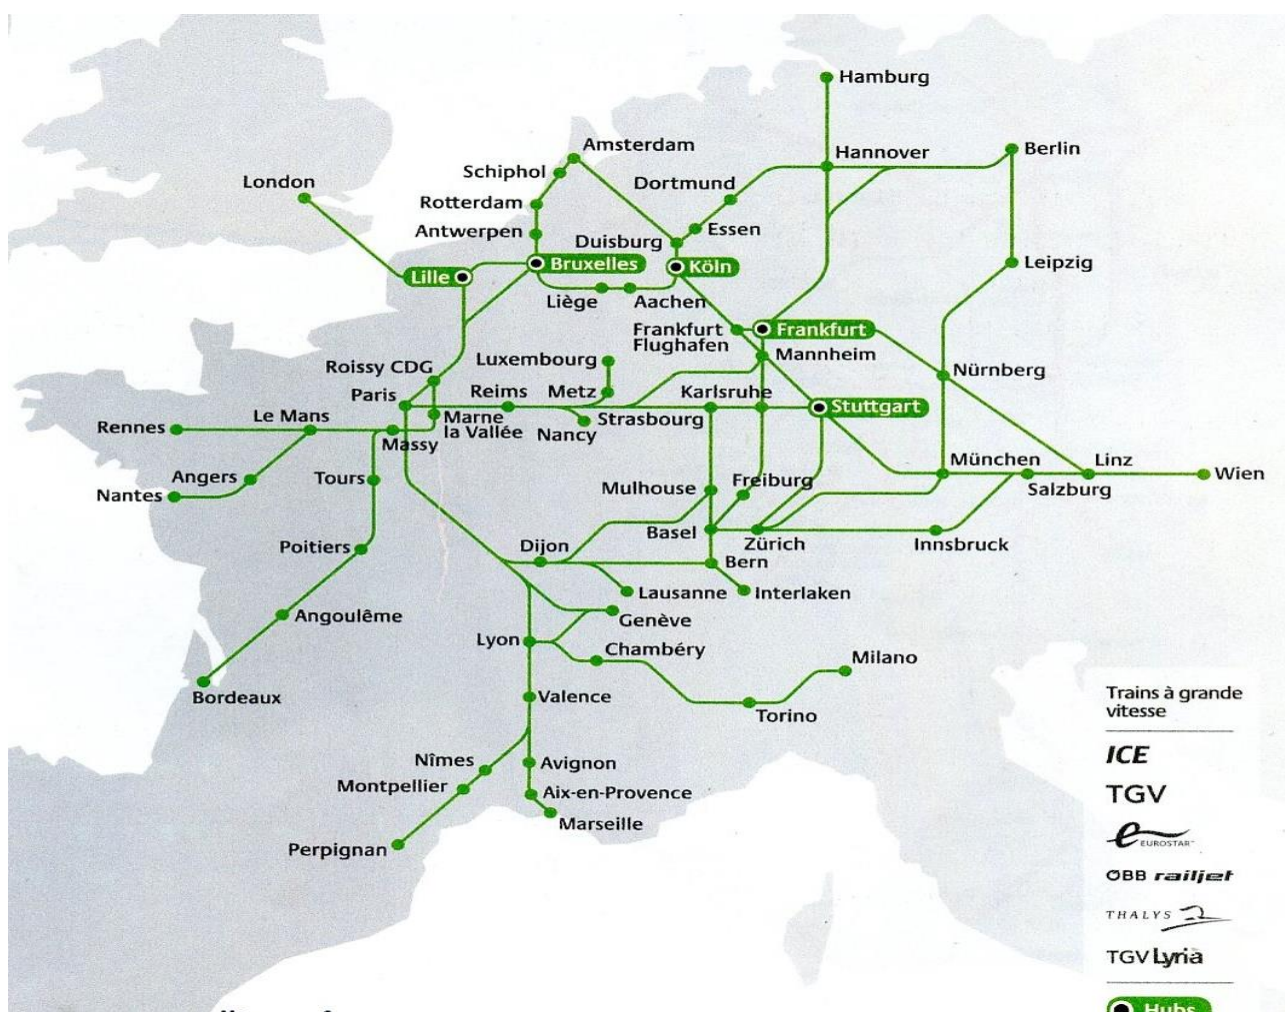 Hamburg
Amsterdam
Hannover
Berlin
Schiphol
London
Dortmund
Rotterdam
Antwerpen
Essen
Duisburg
Bruxelles
Köln
Leipzig
Lille
Liège
Aachen
Frankfurt
Flughafen
Frankfurt
Luxembourg
Mannheim
Roissy CDG
Nürnberg
Paris
Reims
Metz
Karlsruhe
Stuttgart
Le Mans
Marne
la Vallée
Strasbourg
Rennes
Nancy
Massy
München
Linz
Angers
Tours
Freiburg
Wien
Nantes
Mulhouse
Salzburg
Basel
Zürich
Innsbruck
Poitiers
Dijon
Bern
Lausanne
Interlaken
Angoulême
Genève
Lyon
Chambéry
Milano
Bordeaux
Valence
Torino
Nîmes
Avignon
Montpellier
Aix-en-Provence
Marseille
Perpignan
Trains à grande
vitesse
ICE
TGV
EUROSTAR
ÖBB railjet
THALYS
TGV Lyria
Hubs